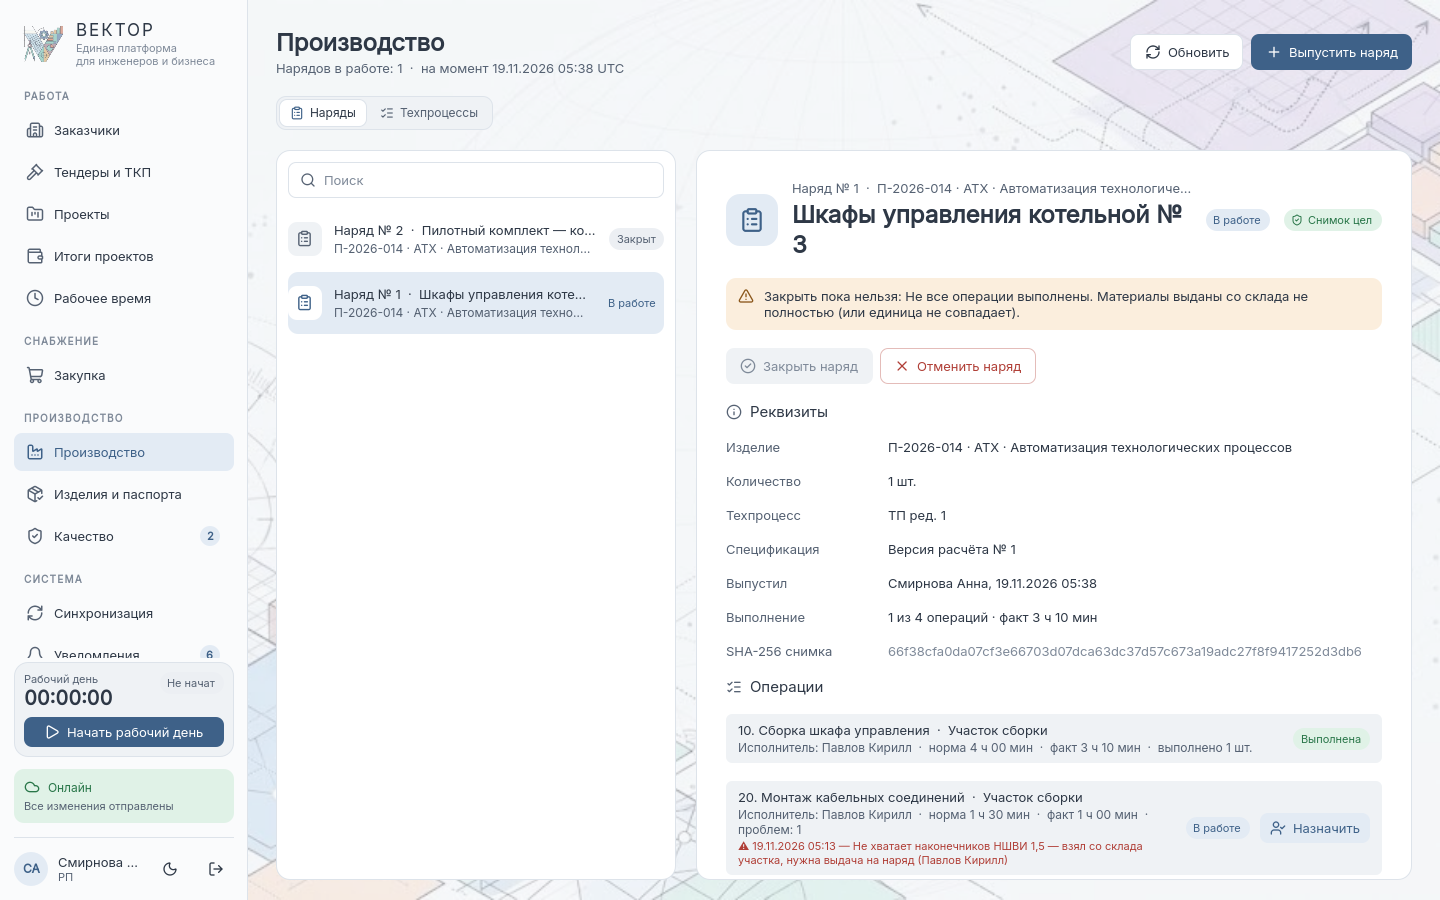 ВЕКТОР
Единая платформа
для инженеров и бизнеса
РАБОТА
Заказчики
Тендеры и ТКП
Проекты
Итоги проектов
Рабочее время
СНАБЖЕНИЕ
Закупка
ПРОИЗВОДСТВО
Производство
Изделия и паспорта
Качество
2
СИСТЕМА
Синхронизация
Уведомления
6
Рабочий день
Не начат
00:00:00
Начать рабочий день
Онлайн
Все изменения отправлены
СА
Смирнова ...
РП
Производство
Нарядов в работе: 1 · на момент 19.11.2026 05:38 UTC
Обновить
Выпустить наряд
Наряды
Техпроцессы
Поиск
Наряд № 2 · Пилотный комплект — ко...
П-2026-014 · АТХ · Автоматизация технол...
Закрыт
Наряд № 1 · Шкафы управления коте...
П-2026-014 · АТХ · Автоматизация техно...
В работе
Наряд № 1 · П-2026-014 · АТХ · Автоматизация технологиче...
Шкафы управления котельной №
3
В работе
Снимок цел
Закрыть пока нельзя: Не все операции выполнены. Материалы выданы со склада не
полностью (или единица не совпадает).
Закрыть наряд
Отменить наряд
Реквизиты
Изделие
П-2026-014 · АТХ · Автоматизация технологических процессов
Количество
1 шт.
Техпроцесс
ТП ред. 1
Спецификация
Версия расчёта № 1
Выпустил
Смирнова Анна, 19.11.2026 05:38
Выполнение
1 из 4 операций · факт 3 ч 10 мин
SHA-256 снимка
66f38cfa0da07cf3e66703d07dca63dc37d57c673a19adc27f8f9417252d3db6
Операции
10. Сборка шкафа управления · Участок сборки
Исполнитель: Павлов Кирилл · норма 4 ч 00 мин · факт 3 ч 10 мин · выполнено 1 шт.
Выполнена
20. Монтаж кабельных соединений · Участок сборки
Исполнитель: Павлов Кирилл · норма 1 ч 30 мин · факт 1 ч 00 мин ·
проблем: 1
19.11.2026 05:13 — Не хватает наконечников НШВИ 1,5 — взял со склада
участка, нужна выдача на наряд (Павлов Кирилл)
В работе
Назначить